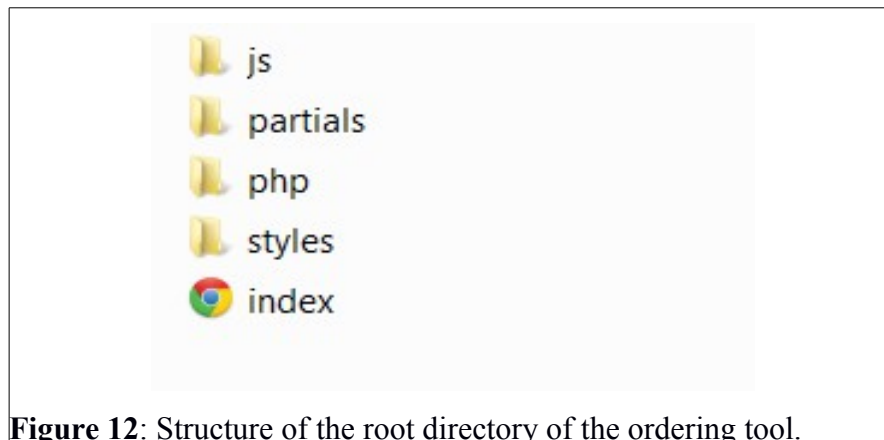 js
partials
php
styles
index
Figure 12: Structure of the root directory of the ordering tool.